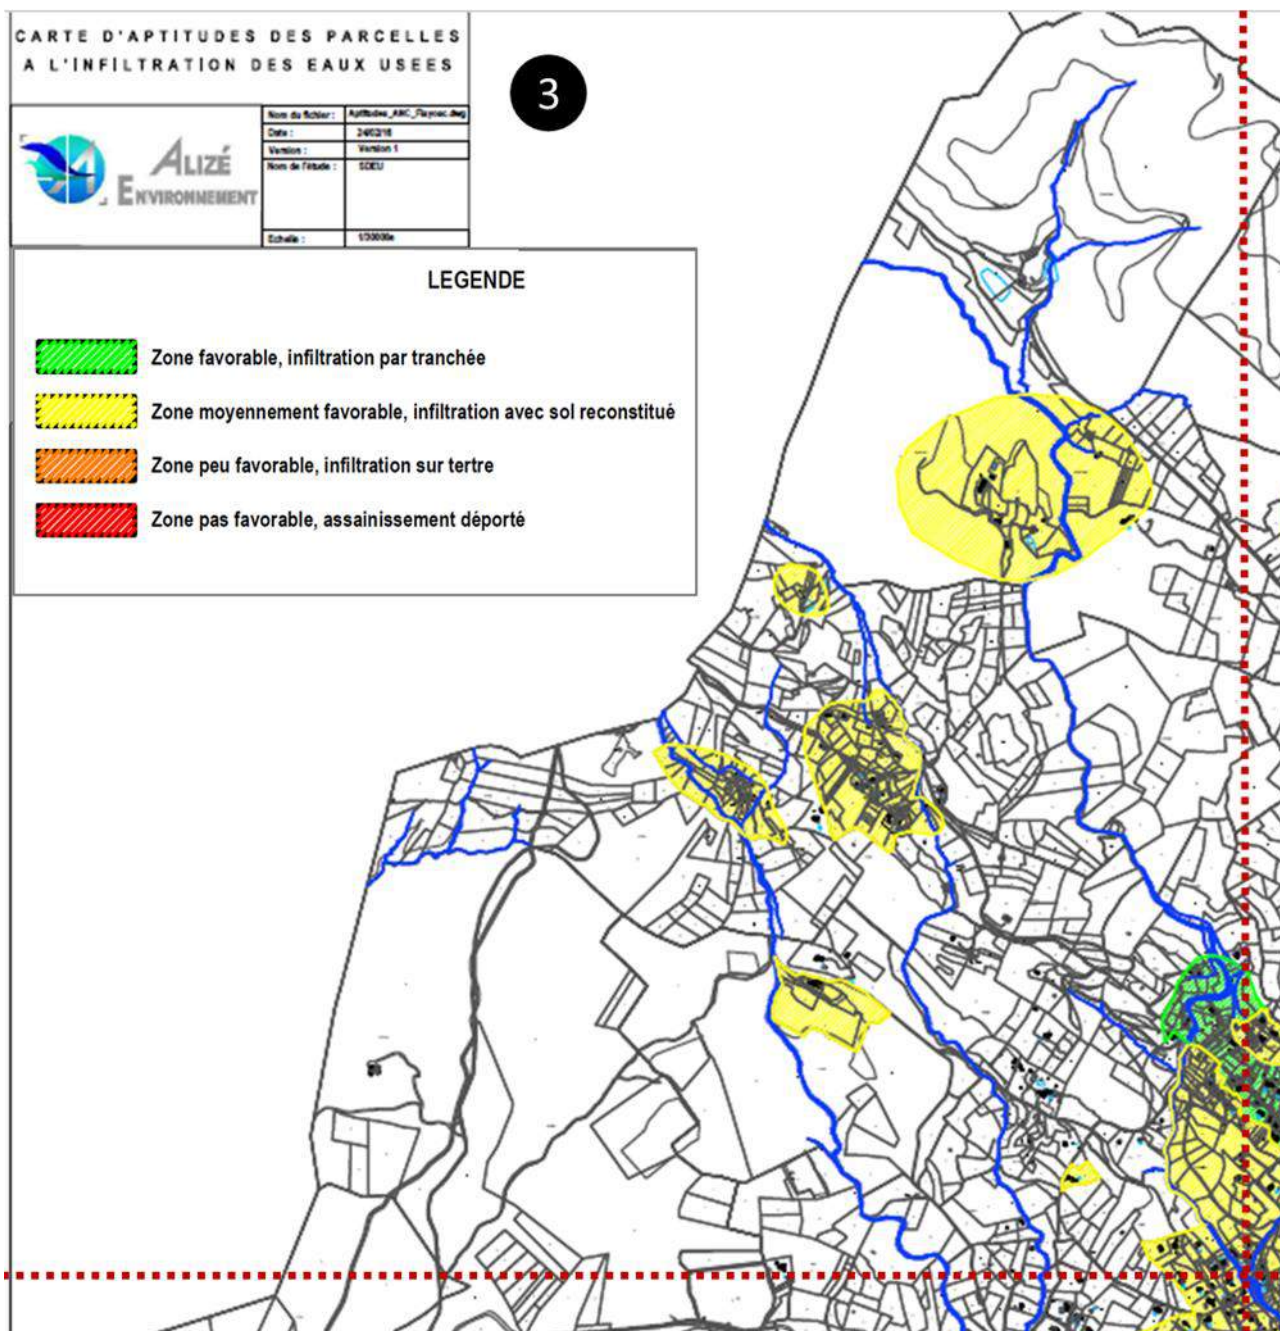 CARTE D'APTITUDES DES PARCELLES
A L'INFILTRATION DES EAUX USEES
3
ALIZÉ
ENVIRONNEMENT
Nom du fichier : Aptitudes_ANC_Flayosc.dwg
Date :
Version : Version 1
Nom de l'étude : SDEU
Echelle :
LEGENDE
Zone favorable, infiltration par tranchée
Zone moyennement favorable, infiltration avec sol reconstitué
Zone peu favorable, infiltration sur tertre
Zone pas favorable, assainissement déporté